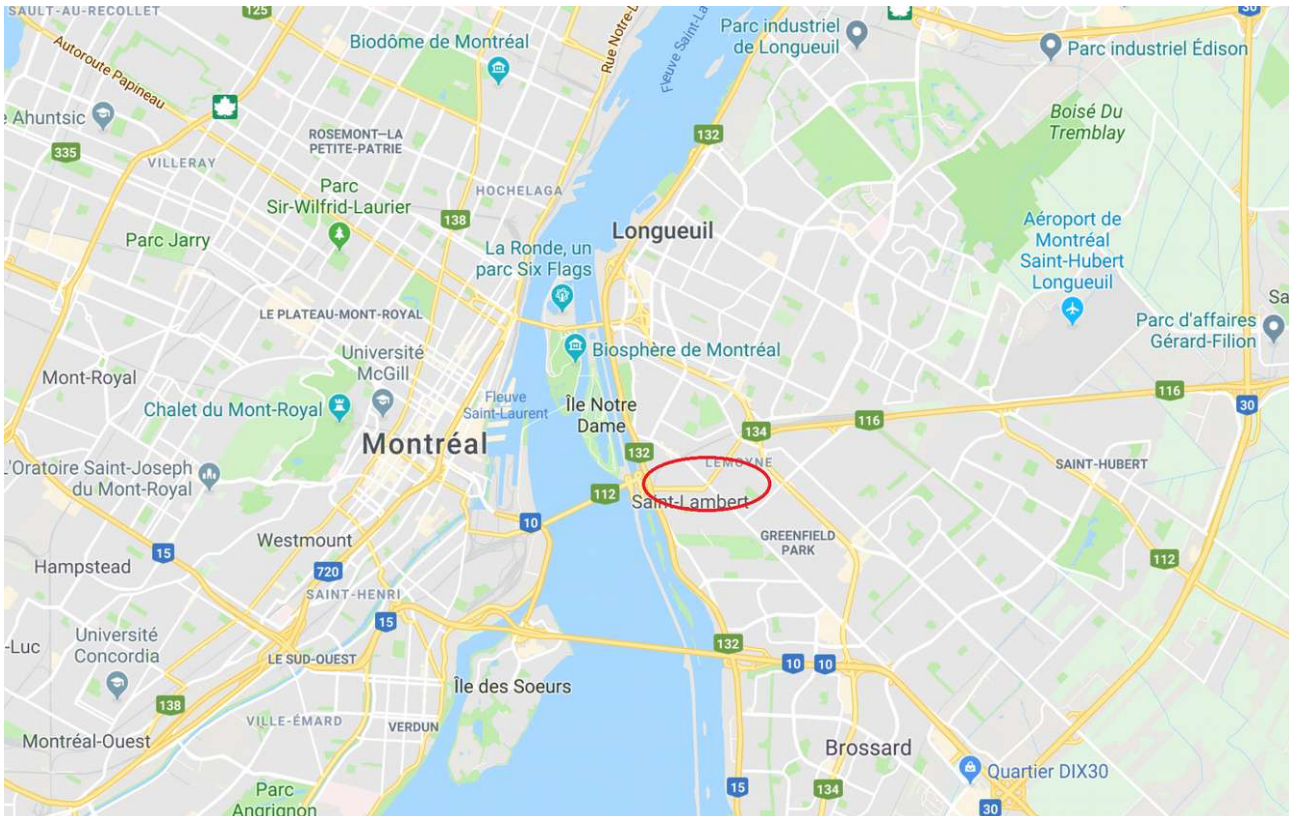 SAULT-AU-RECOLLET
125
30
Autoroute Papineau
Biodôme de Montréal
Rue Notre-
Fleuve Saint-La
Parc industriel
de Longueuil
Parc industriel Édison
Ahuntsic
335
VILLERAY
ROSEMONT–LA
PETITE-PATRIE
132
Boisé Du
Tremblay
Parc
Sir-Wilfrid-Laurier
HOCHELAGA
138
Parc Jarry
La Ronde, un
parc Six Flags
Longueuil
Aéroport de
Montréal
Saint-Hubert
Longueuil
Sa
LE PLATEAU-MONT-ROYAL
Parc d'affaires
Gérard-Filion
Université
McGill
Biosphère de Montréal
Mont-Royal
Chalet du Mont-Royal
Fleuve
Saint-Laurent
Île Notre
Dame
116
30
134
116
Montréal
132
LEMOYNE
SAINT-HUBERT
L'Oratoire Saint-Joseph
du Mont-Royal
112
Saint-Lambert
10
Westmount
GREENFIELD
PARK
15
Hampstead
720
112
SAINT-HENRI
15
Université
Concordia
-Luc
LE SUD-OUEST
132
10
10
Île des Soeurs
138
VILLE-ÉMARD
VERDUN
Montréal-Ouest
Brossard
Quartier DIX30
Parc
Angrignon
15
134
30